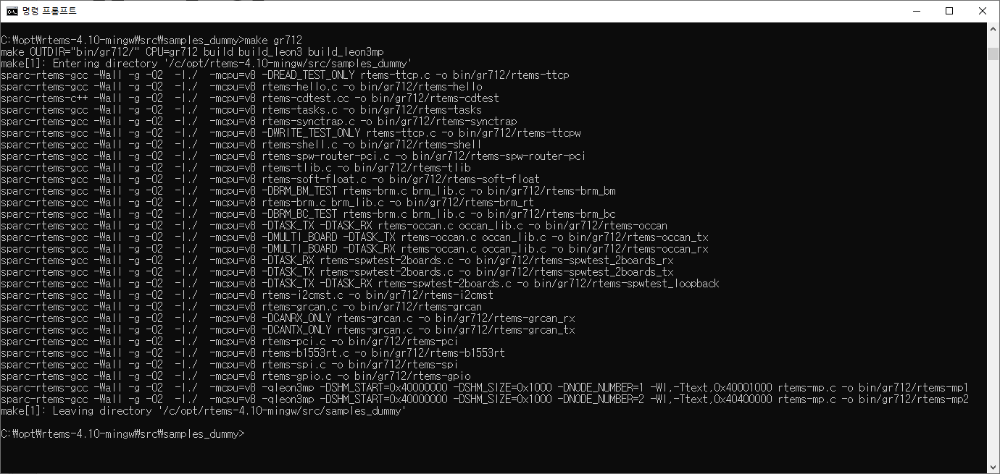 명령 프롬프트
C:\opt\rtems-4.10-mingw\src\samples_dummy>make gr712
make OUTDIR="bin/gr712/" CPU=gr712 build build_leon3 build_leon3mp
make[1]: Entering directory '/c/opt/rtems-4.10-mingw/src/samples_dummy'
sparc-rtems-gcc -Wall -g -O2  -I./  -mcpu=v8 -DREAD_TEST_ONLY rtems-ttcp.c -o bin/gr712/rtems-ttcp
sparc-rtems-gcc -Wall -g -O2  -I./  -mcpu=v8 rtems-hello.c -o bin/gr712/rtems-hello
sparc-rtems-c++ -Wall -g -O2  -I./  -mcpu=v8 rtems-cdtest.cc -o bin/gr712/rtems-cdtest
sparc-rtems-gcc -Wall -g -O2  -I./  -mcpu=v8 rtems-tasks.c -o bin/gr712/rtems-tasks
sparc-rtems-gcc -Wall -g -O2  -I./  -mcpu=v8 rtems-synctrap.c -o bin/gr712/rtems-synctrap
sparc-rtems-gcc -Wall -g -O2  -I./  -mcpu=v8 -DWRITE_TEST_ONLY rtems-ttcp.c -o bin/gr712/rtems-ttcpw
sparc-rtems-gcc -Wall -g -O2  -I./  -mcpu=v8 rtems-shell.c -o bin/gr712/rtems-shell
sparc-rtems-gcc -Wall -g -O2  -I./  -mcpu=v8 rtems-spw-router-pci.c -o bin/gr712/rtems-spw-router-pci
sparc-rtems-gcc -Wall -g -O2  -I./  -mcpu=v8 rtems-tlib.c -o bin/gr712/rtems-tlib
sparc-rtems-gcc -Wall -g -O2  -I./  -mcpu=v8 rtems-soft-float.c -o bin/gr712/rtems-soft-float
sparc-rtems-gcc -Wall -g -O2  -I./  -mcpu=v8 -DBRM_BM_TEST rtems-brm.c brm_lib.c -o bin/gr712/rtems-brm_bm
sparc-rtems-gcc -Wall -g -O2  -I./  -mcpu=v8 rtems-brm.c brm_lib.c -o bin/gr712/rtems-brm_rt
sparc-rtems-gcc -Wall -g -O2  -I./  -mcpu=v8 -DBRM_BC_TEST rtems-brm.c brm_lib.c -o bin/gr712/rtems-brm_bc
sparc-rtems-gcc -Wall -g -O2  -I./  -mcpu=v8 -DTASK_TX -DTASK_RX rtems-occan.c occan_lib.c -o bin/gr712/rtems-occan
sparc-rtems-gcc -Wall -g -O2  -I./  -mcpu=v8 -DMULTI_BOARD -DTASK_TX rtems-occan.c occan_lib.c -o bin/gr712/rtems-occan_tx
sparc-rtems-gcc -Wall -g -O2  -I./  -mcpu=v8 -DMULTI_BOARD -DTASK_RX rtems-occan.c occan_lib.c -o bin/gr712/rtems-occan_rx
sparc-rtems-gcc -Wall -g -O2  -I./  -mcpu=v8 -DTASK_RX rtems-spwtest-2boards.c -o bin/gr712/rtems-spwtest_2boards_rx
sparc-rtems-gcc -Wall -g -O2  -I./  -mcpu=v8 -DTASK_TX rtems-spwtest-2boards.c -o bin/gr712/rtems-spwtest_2boards_tx
sparc-rtems-gcc -Wall -g -O2  -I./  -mcpu=v8 -DTASK_TX -DTASK_RX rtems-spwtest-2boards.c -o bin/gr712/rtems-spwtest_loopback
sparc-rtems-gcc -Wall -g -O2  -I./  -mcpu=v8 rtems-i2cmst.c -o bin/gr712/rtems-i2cmst
sparc-rtems-gcc -Wall -g -O2  -I./  -mcpu=v8 rtems-grcan.c -o bin/gr712/rtems-grcan
sparc-rtems-gcc -Wall -g -O2  -I./  -mcpu=v8 -DCANRX_ONLY rtems-grcan.c -o bin/gr712/rtems-grcan_rx
sparc-rtems-gcc -Wall -g -O2  -I./  -mcpu=v8 -DCANTX_ONLY rtems-grcan.c -o bin/gr712/rtems-grcan_tx
sparc-rtems-gcc -Wall -g -O2  -I./  -mcpu=v8 rtems-pci.c -o bin/gr712/rtems-pci
sparc-rtems-gcc -Wall -g -O2  -I./  -mcpu=v8 rtems-b1553rt.c -o bin/gr712/rtems-b1553rt
sparc-rtems-gcc -Wall -g -O2  -I./  -mcpu=v8 rtems-spi.c -o bin/gr712/rtems-spi
sparc-rtems-gcc -Wall -g -O2  -I./  -mcpu=v8 rtems-gpio.c -o bin/gr712/rtems-gpio
sparc-rtems-gcc -Wall -g -O2  -I./  -mcpu=v8 -qleon3mp -DSHM_START=0x40000000 -DSHM_SIZE=0x1000 -DNODE_NUMBER=1 -Wl,-Ttext,0x40001000 rtems-mp.c -o bin/gr712/rtems-mp1
sparc-rtems-gcc -Wall -g -O2  -I./  -mcpu=v8 -qleon3mp -DSHM_START=0x40000000 -DSHM_SIZE=0x1000 -DNODE_NUMBER=2 -Wl,-Ttext,0x40400000 rtems-mp.c -o bin/gr712/rtems-mp2
make[1]: Leaving directory '/c/opt/rtems-4.10-mingw/src/samples_dummy'
C:\opt\rtems-4.10-mingw\src\samples_dummy>